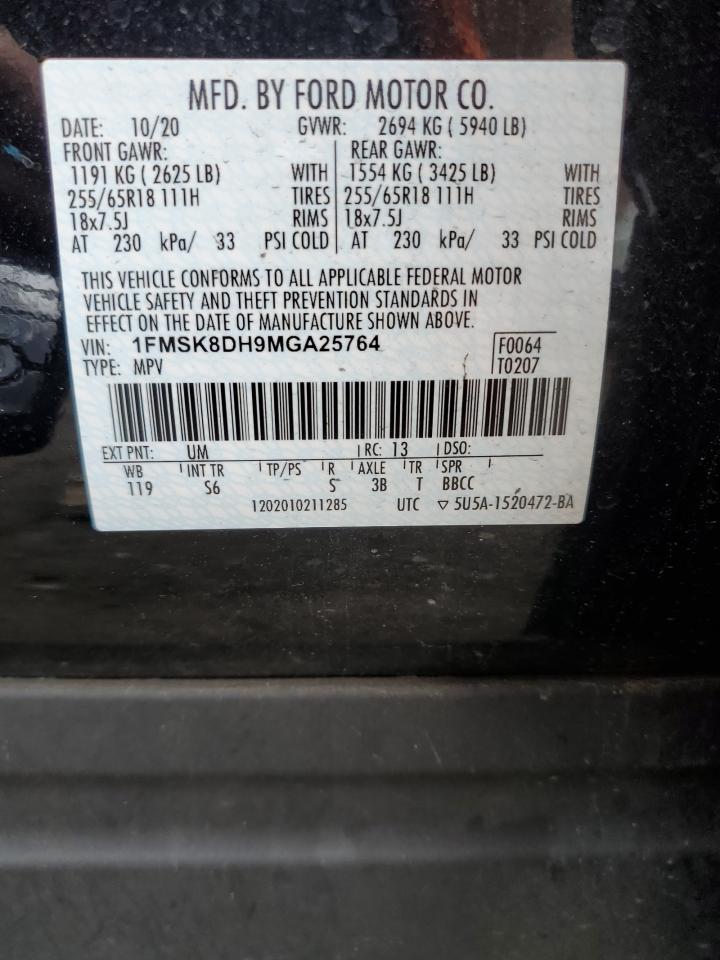 MFD. BY FORD MOTOR CO.
DATE: 10/20 GVWR: 2694 KG ( 5940 LB)
FRONT GAWR: REAR GAWR:
1191 KG ( 2625 LB) WITH 1554 KG ( 3425 LB) WITH
255/65R18 111H TIRES 255/65R18 111H TIRES
18x7.5J RIMS 18x7.5J RIMS
AT 230 kPa/ 33 PSI COLD AT 230 kPa/ 33 PSI COLD
THIS VEHICLE CONFORMS TO ALL APPLICABLE FEDERAL MOTOR
VEHICLE SAFETY AND THEFT PREVENTION STANDARDS IN
EFFECT ON THE DATE OF MANUFACTURE SHOWN ABOVE.
VIN: 1FMSK8DH9MGA25764 F0064
TYPE: MPV T0207
EXT PNT: UM RC: 13 DSO:
WB INT TR TP/PS R AXLE TR SPR
119 S6 S 3B T BBCC
1202010211285 UTC ▽ 5U5A-1520472-BA